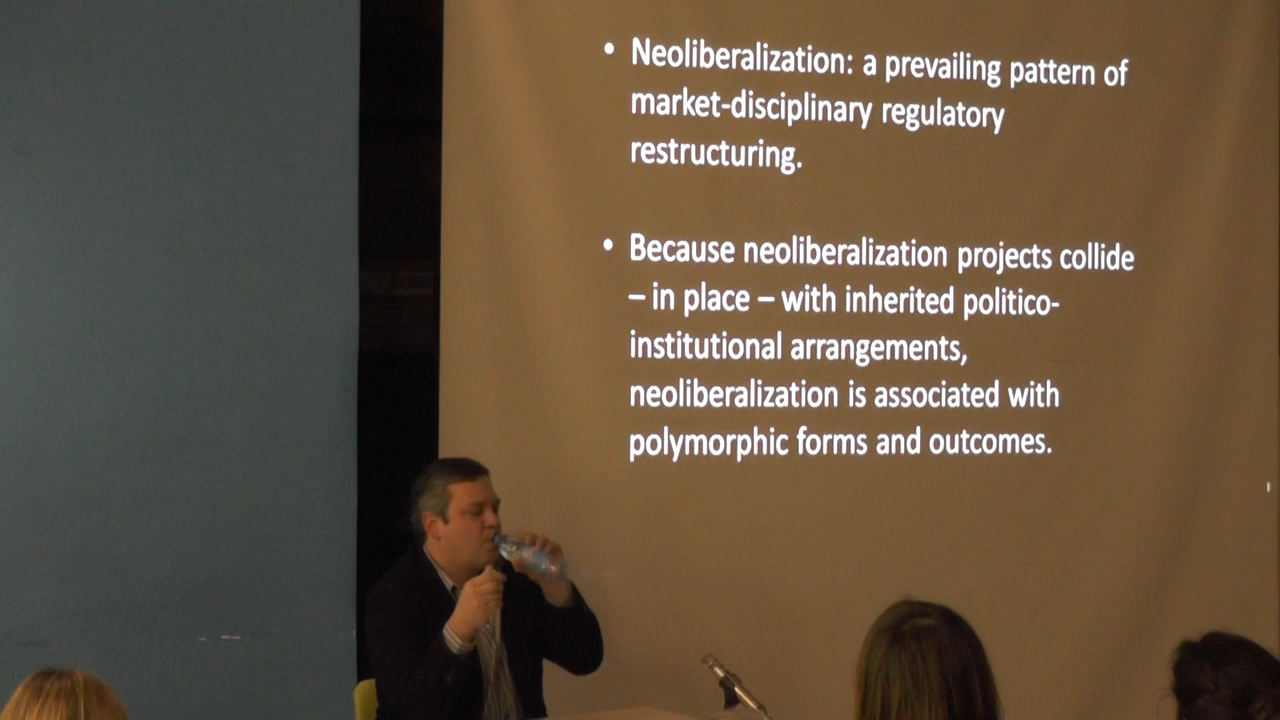 • Neoliberalization: a prevailing pattern of
market-disciplinary regulatory
restructuring.
• Because neoliberalization projects collide
– in place – with inherited politico-
institutional arrangements,
neoliberalization is associated with
polymorphic forms and outcomes.